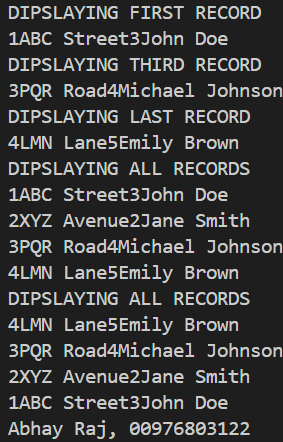 DIPSLAYING FIRST RECORD
1ABC Street3John Doe
DIPSLAYING THIRD RECORD
3PQR Road4Michael Johnson
DIPSLAYING LAST RECORD
4LMN Lane5Emily Brown
DIPSLAYING ALL RECORDS
1ABC Street3John Doe
2XYZ Avenue2Jane Smith
3PQR Road4Michael Johnson
4LMN Lane5Emily Brown
DIPSLAYING ALL RECORDS
4LMN Lane5Emily Brown
3PQR Road4Michael Johnson
2XYZ Avenue2Jane Smith
1ABC Street3John Doe
Abhay Raj, 00976803122